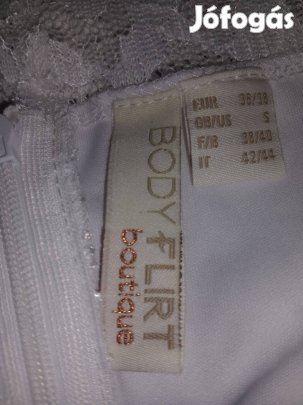 Jófogás
BODY FLIRT
boutique
EUR 36/38
GB/US S
F/B 38/40
IT 42/44